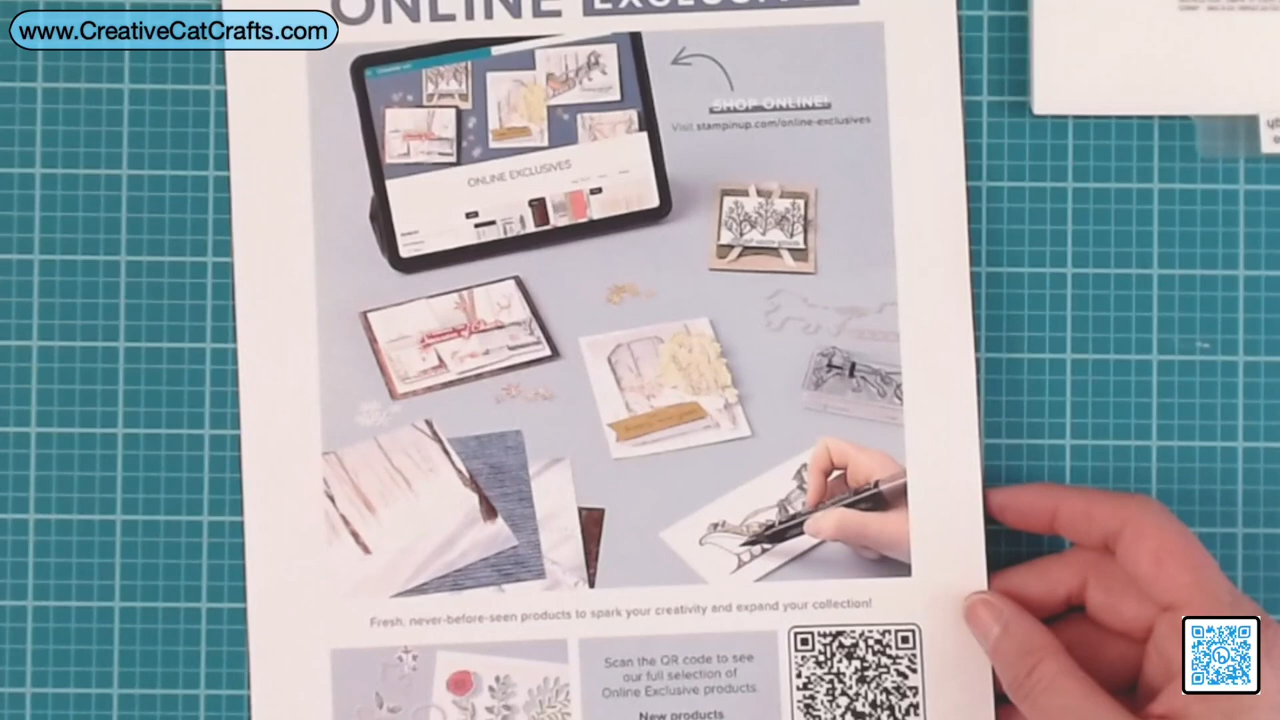 www.CreativeCatCrafts.com
ONLINE EXCLUSIVES
SHOP ONLINE!
Visit stampinup.com/online-exclusives
ONLINE EXCLUSIVES
Fresh, never-before-seen products to spark your creativity and expand your collection!
Scan the QR code to see
our full selection of
Online Exclusive products.
New products